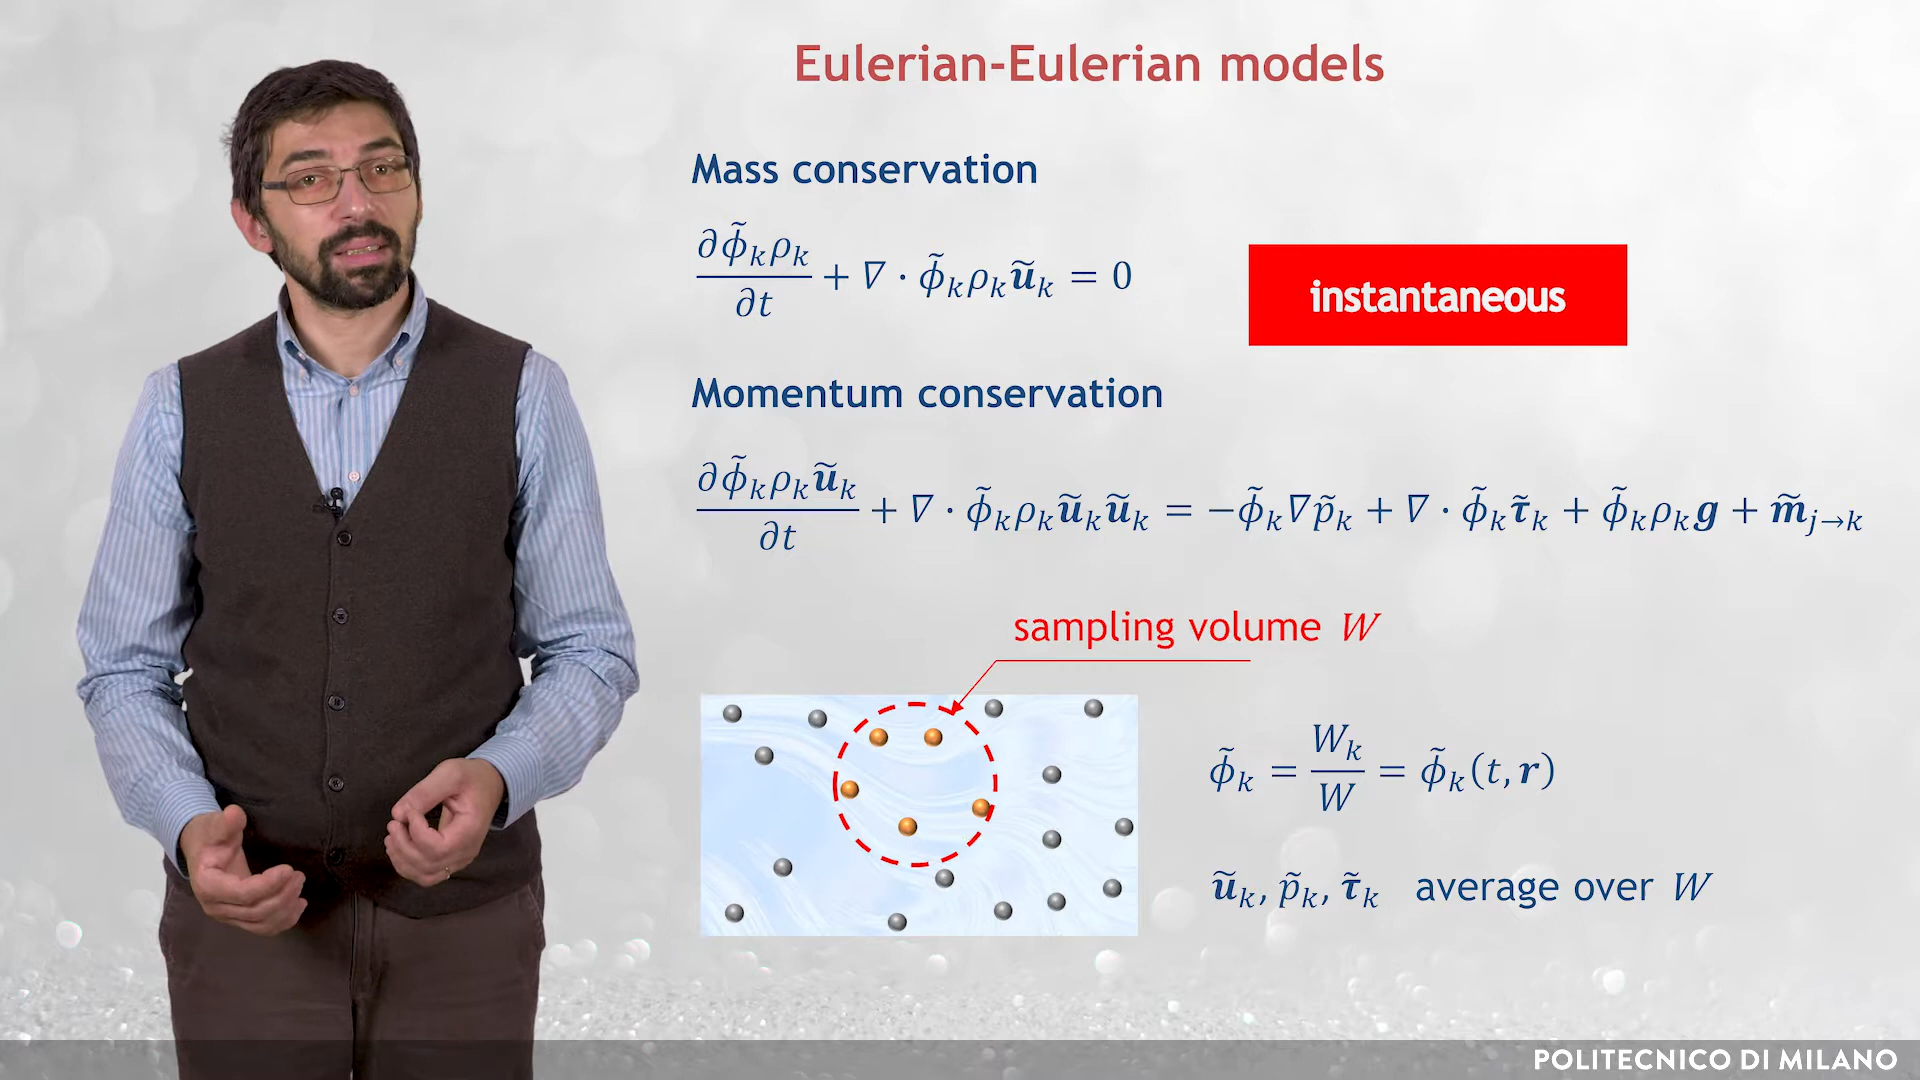 Eulerian-Eulerian models
Mass conservation
∂ϕ̃ₖρₖ/∂t + ∇ · ϕ̃ₖρₖũₖ = 0
instantaneous
Momentum conservation
∂ϕ̃ₖρₖũₖ/∂t + ∇ · ϕ̃ₖρₖũₖũₖ = −ϕ̃ₖ∇p̃ₖ + ∇ · ϕ̃ₖτ̃ₖ + ϕ̃ₖρₖg + m̃ⱼ→ₖ
sampling volume W
ϕ̃ₖ = Wₖ/W = ϕ̃ₖ(t, r)
ũₖ, p̃ₖ, τ̃ₖ average over W
POLITECNICO DI MILANO